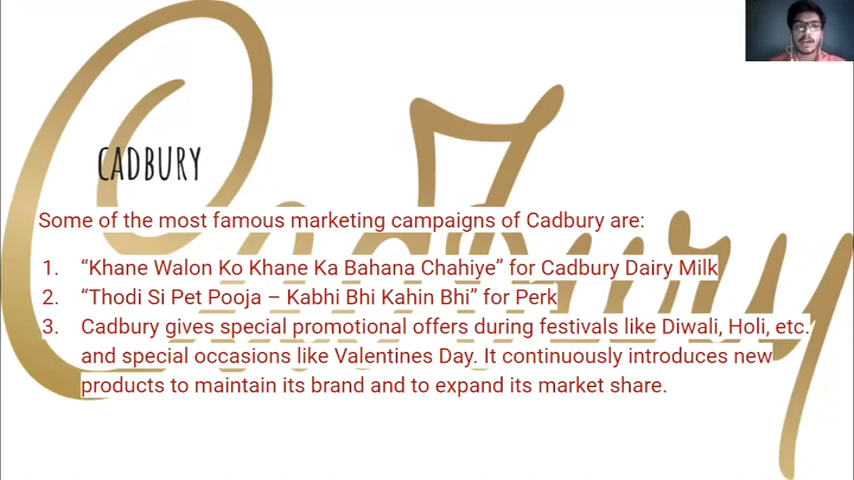 CADBURY
Some of the most famous marketing campaigns of Cadbury are:
1. “Khane Walon Ko Khane Ka Bahana Chahiye” for Cadbury Dairy Milk
2. “Thodi Si Pet Pooja – Kabhi Bhi Kahin Bhi” for Perk
3. Cadbury gives special promotional offers during festivals like Diwali, Holi, etc.
and special occasions like Valentines Day. It continuously introduces new
products to maintain its brand and to expand its market share.
Cadbury